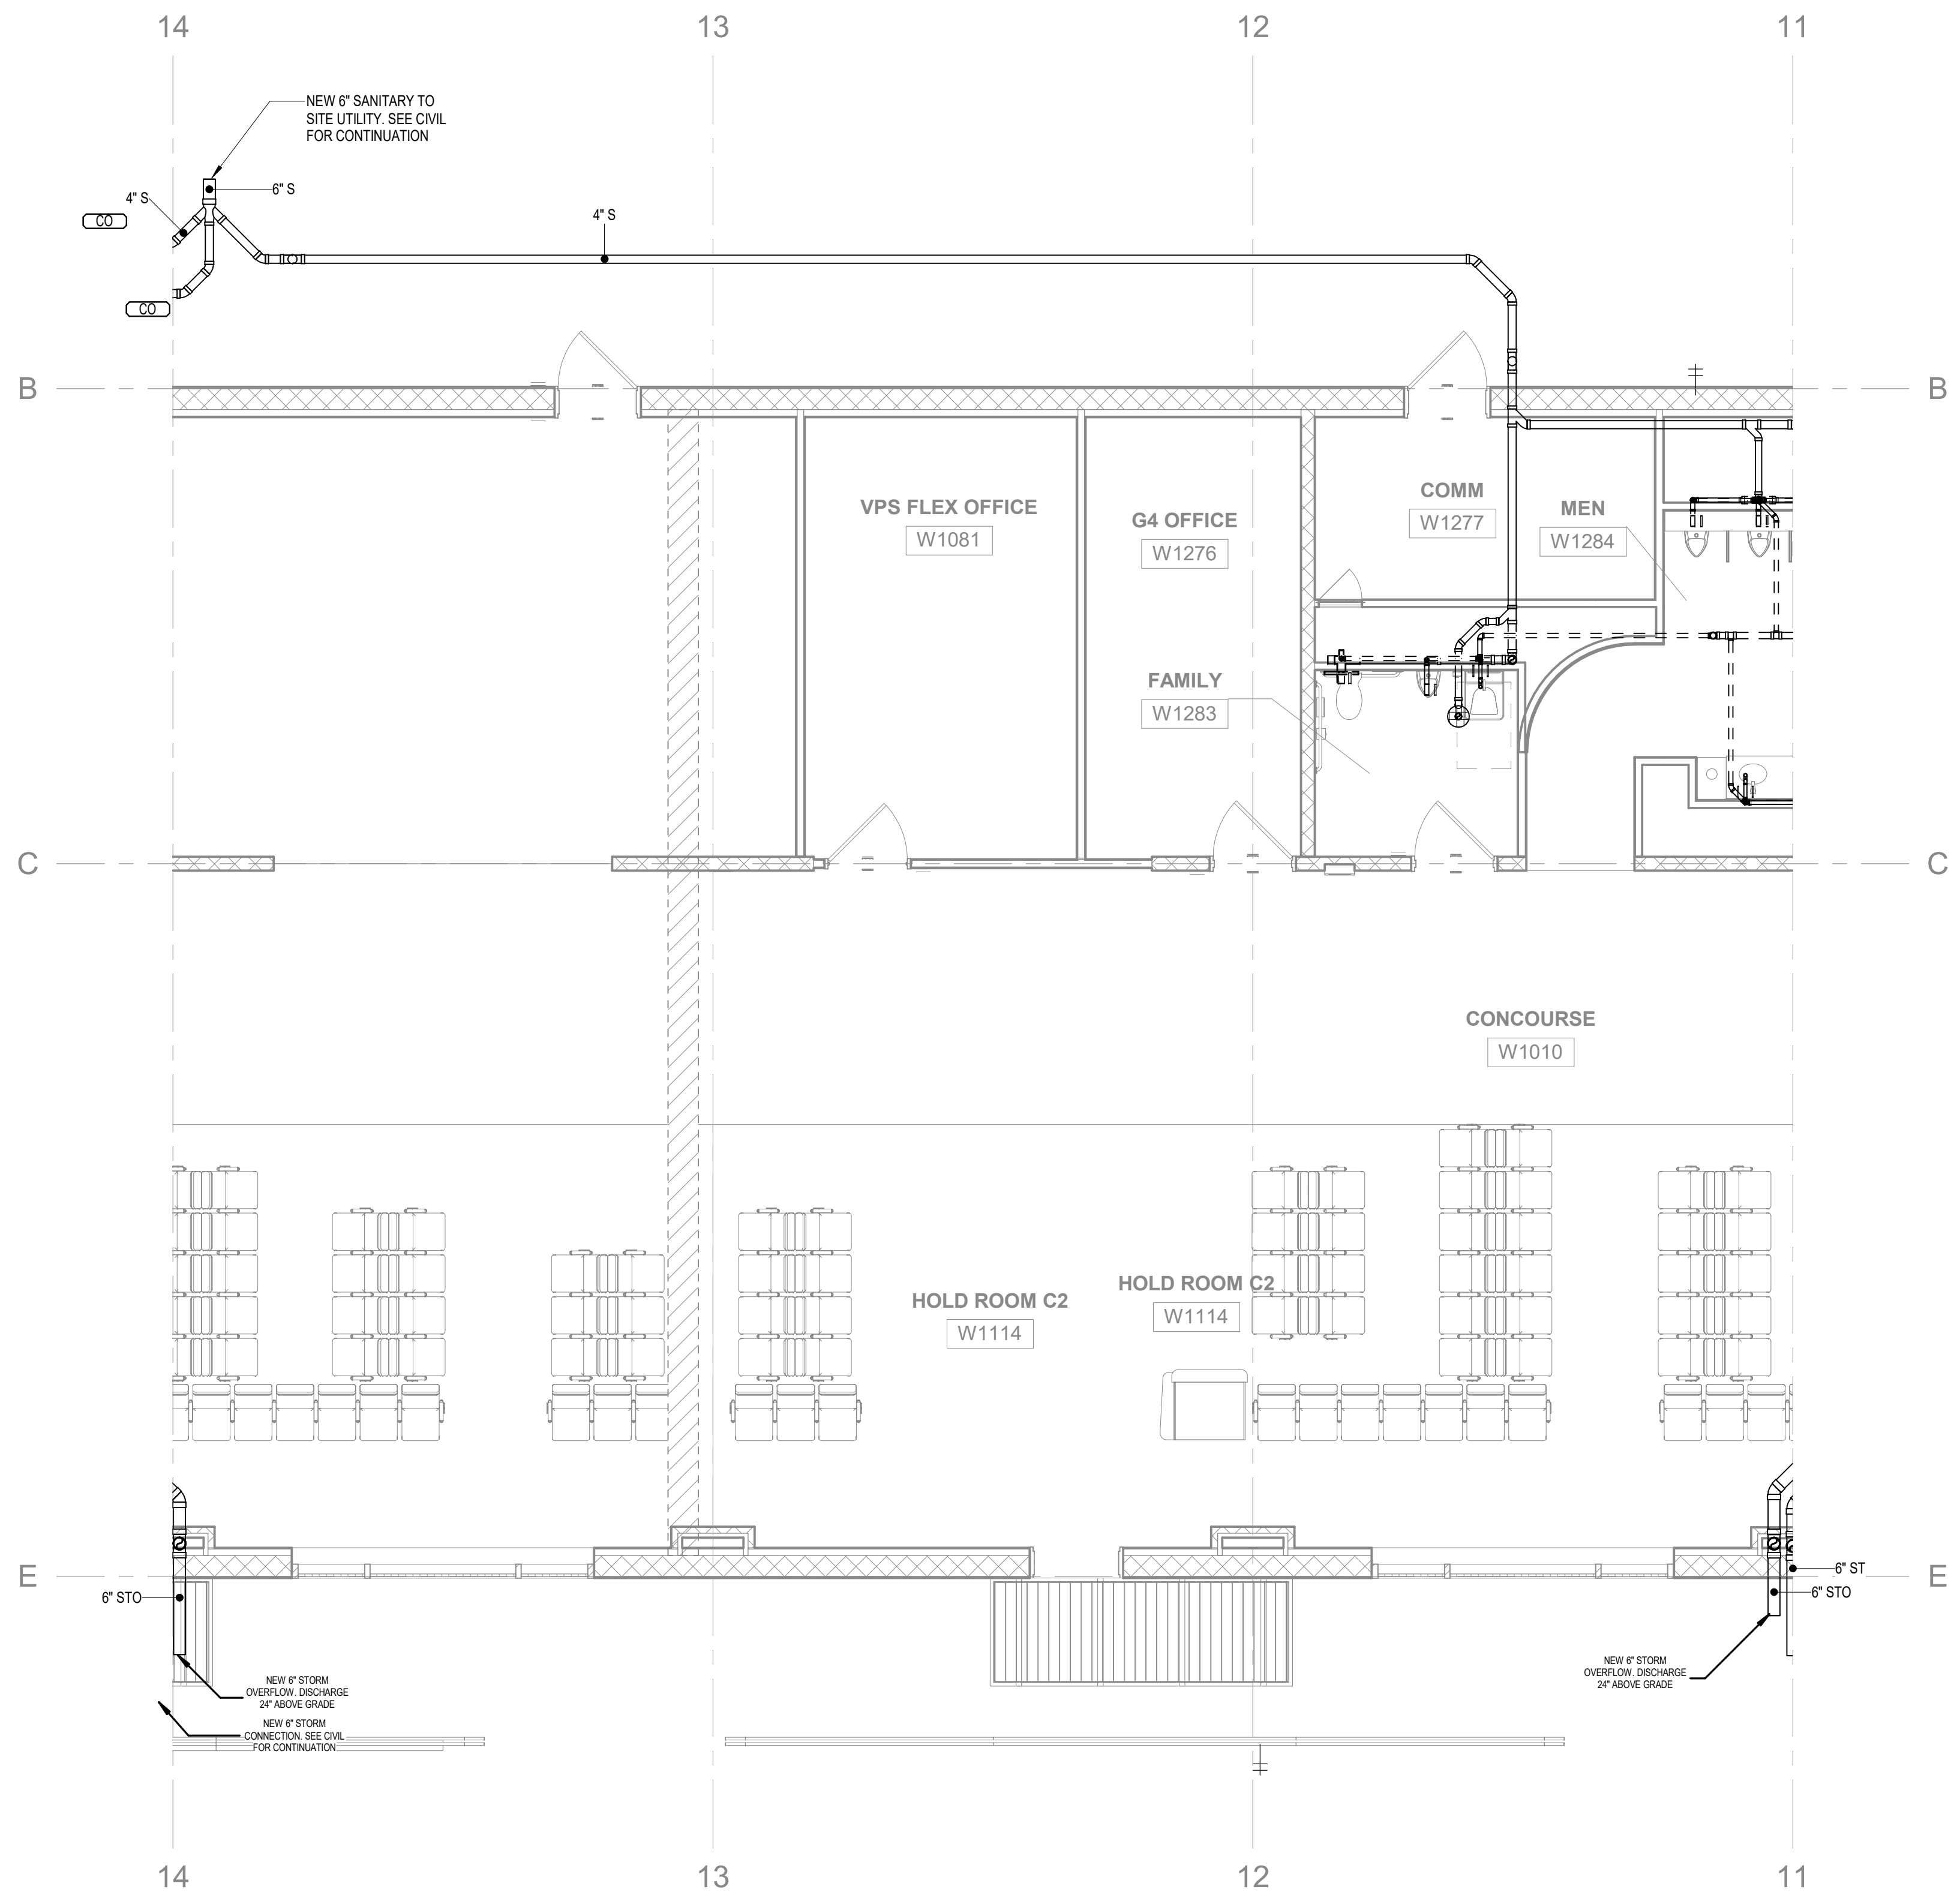 14
13
12
11
NEW 6" SANITARY TO
SITE UTILITY. SEE CIVIL
FOR CONTINUATION
4" S
6" S
4" S
CO
CO
B
B
VPS FLEX OFFICE
W1081
G4 OFFICE
W1276
COMM
W1277
MEN
W1284
FAMILY
W1283
C
C
CONCOURSE
W1010
HOLD ROOM C2
W1114
HOLD ROOM C2
W1114
E
E
6" STO
6" ST
6" STO
NEW 6" STORM
OVERFLOW. DISCHARGE
24" ABOVE GRADE
NEW 6" STORM
CONNECTION. SEE CIVIL
FOR CONTINUATION
NEW 6" STORM
OVERFLOW. DISCHARGE
24" ABOVE GRADE
14
13
12
11